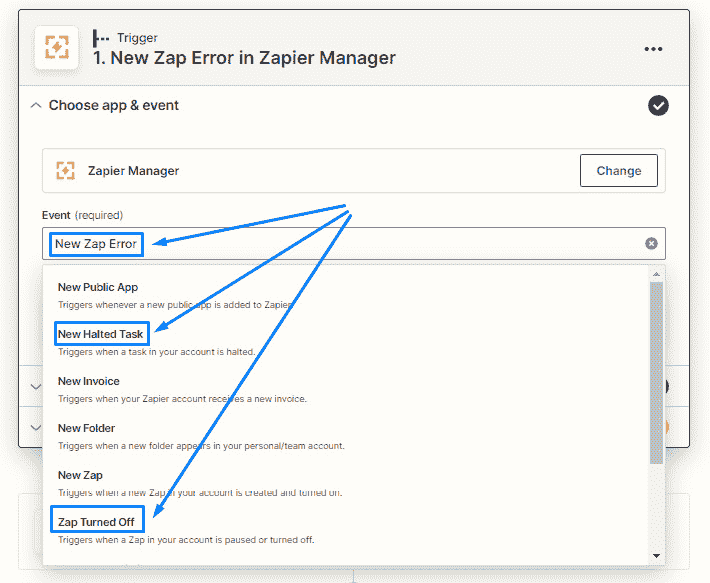 Trigger
1. New Zap Error in Zapier Manager
Choose app & event
Zapier Manager
Change
Event (required)
New Zap Error
New Public App
Triggers whenever a new public app is added to Zapier.
New Halted Task
Triggers when a task in your account is halted.
New Invoice
Triggers when your Zapier account receives a new invoice.
New Folder
Triggers when a new folder appears in your personal/team account.
New Zap
Triggers when a new Zap in your account is created and turned on.
Zap Turned Off
Triggers when a Zap in your account is paused or turned off.